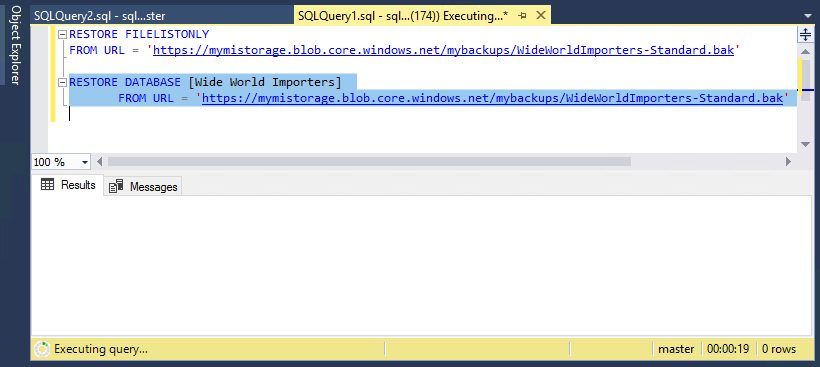 Object Explorer
SQLQuery2.sql - sql...ster
SQLQuery1.sql - sql...(174)) Executing...*
RESTORE FILELISTONLY
FROM URL = 'https://mymistorage.blob.core.windows.net/mybackups/WideWorldImporters-Standard.bak'
RESTORE DATABASE [Wide World Importers]
FROM URL = 'https://mymistorage.blob.core.windows.net/mybackups/WideWorldImporters-Standard.bak'
100 %
Results Messages
Executing query... master 00:00:19 0 rows